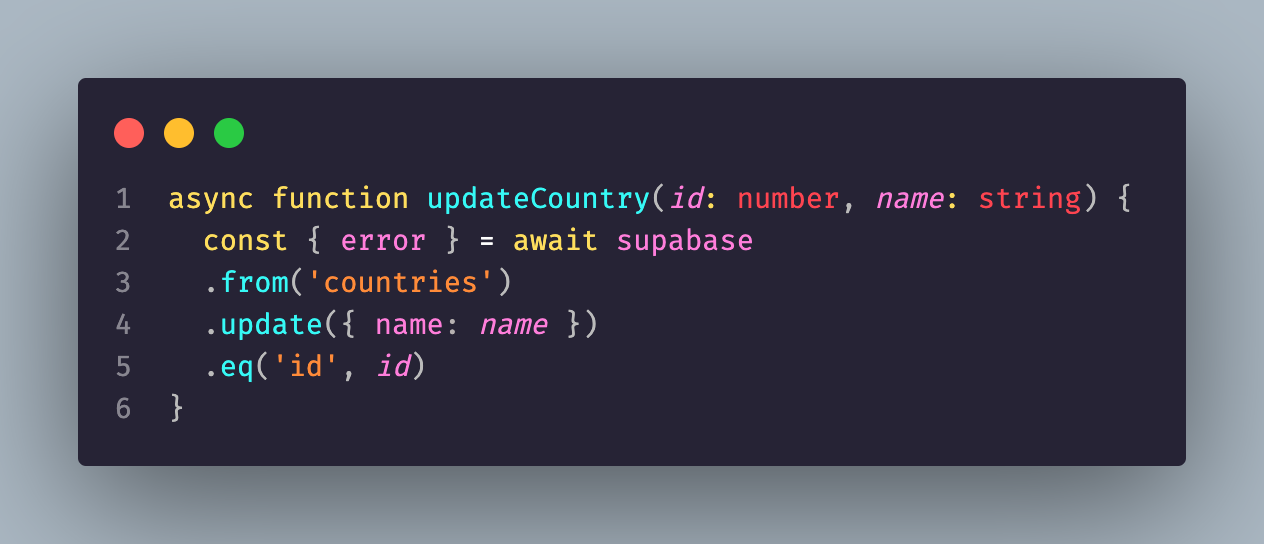 1 async function updateCountry(id: number, name: string) {
2   const { error } = await supabase
3   .from('countries')
4   .update({ name: name })
5   .eq('id', id)
6 }